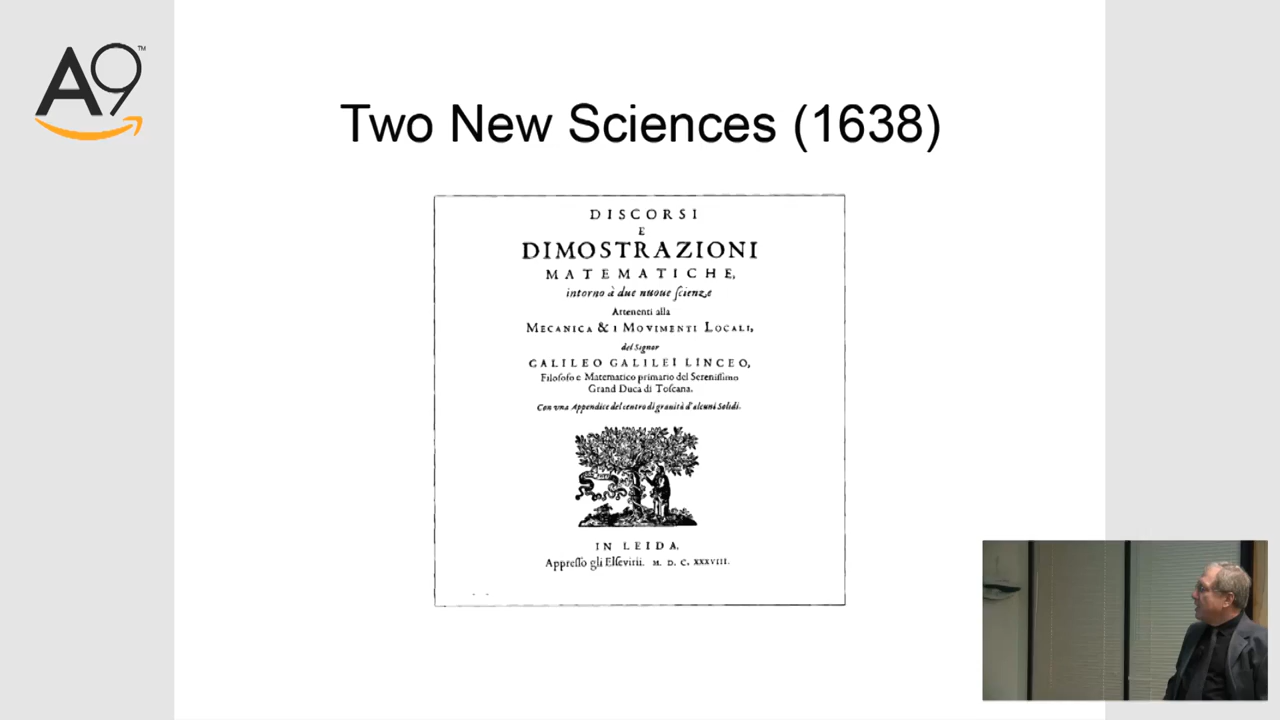 A9™
Two New Sciences (1638)
DISCORSI
E
DIMOSTRAZIONI
MATEMATICHE,
intorno à due nuoue ſcienze
Attenenti alla
MECANICA & I MOVIMENTI LOCALI,
del Signor
GALILEO GALILEI LINCEO,
Filoſofo e Matematico primario del Sereniſſimo
Grand Duca di Toſcana.
Con vna Appendice del centro di grauità d'alcuni Solidi.
IN LEIDA,
Appreſſo gli Elſevirii. M. D. C. XXXVIII.